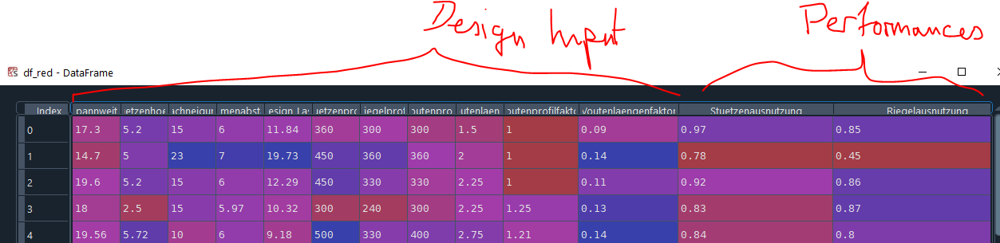 Design Input Performances
df_red - DataFrame
Index pannweit etzenhoe achneigun menabst esign La etzenpro iegelprof outenpro utenlaen outenprofilfakto Voutenlaengenfaktor Stuetzenausnutzung Riegelausnutzung
0 17.3 5.2 15 6 11.84 360 300 300 1.5 1 0.09 0.97 0.85
1 14.7 5 23 7 19.73 450 360 360 2 1 0.14 0.78 0.45
2 19.6 5.2 15 6 12.29 450 330 330 2.25 1 0.11 0.92 0.86
3 18 2.5 15 5.97 10.32 300 240 300 2.25 1.25 0.13 0.83 0.87
4 19.56 5.72 10 6 9.18 500 330 400 2.75 1.21 0.14 0.84 0.8